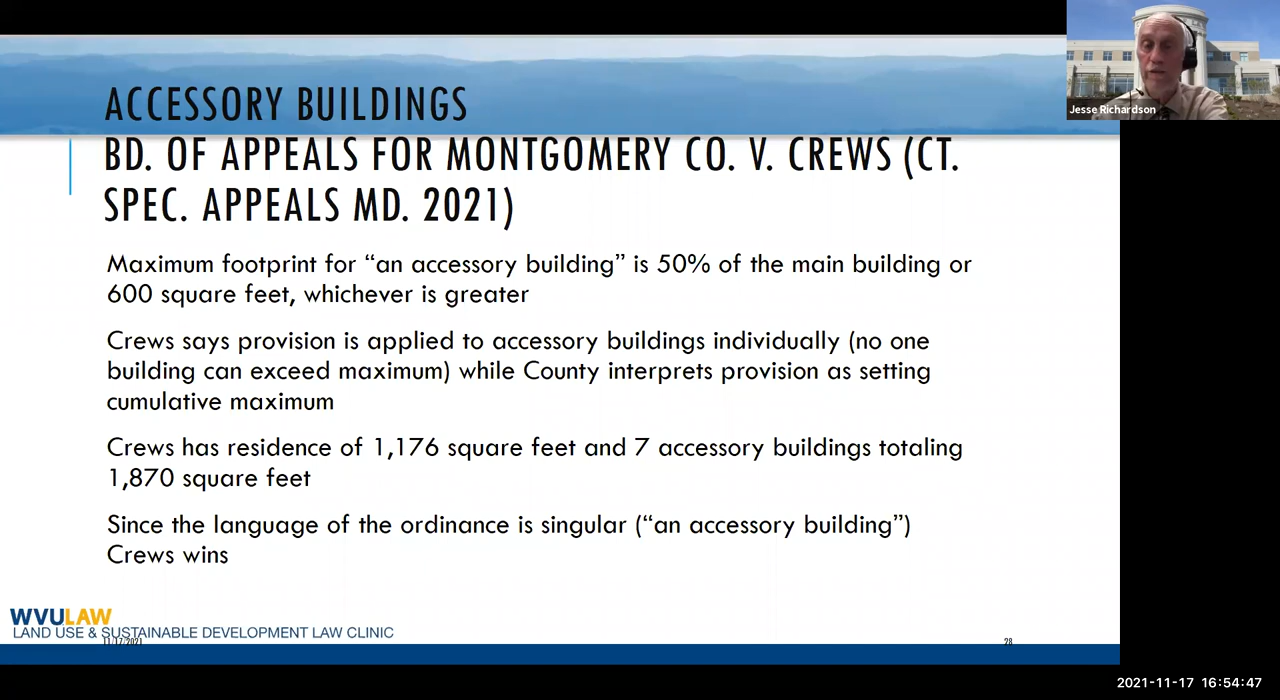 Jesse Richardson
ACCESSORY BUILDINGS
BD. OF APPEALS FOR MONTGOMERY CO. V. CREWS (CT.
SPEC. APPEALS MD. 2021)
Maximum footprint for “an accessory building” is 50% of the main building or
600 square feet, whichever is greater
Crews says provision is applied to accessory buildings individually (no one
building can exceed maximum) while County interprets provision as setting
cumulative maximum
Crews has residence of 1,176 square feet and 7 accessory buildings totaling
1,870 square feet
Since the language of the ordinance is singular (“an accessory building”)
Crews wins
WVULAW
LAND USE & SUSTAINABLE DEVELOPMENT LAW CLINIC
11/17/2021
28
2021-11-17 16:54:47